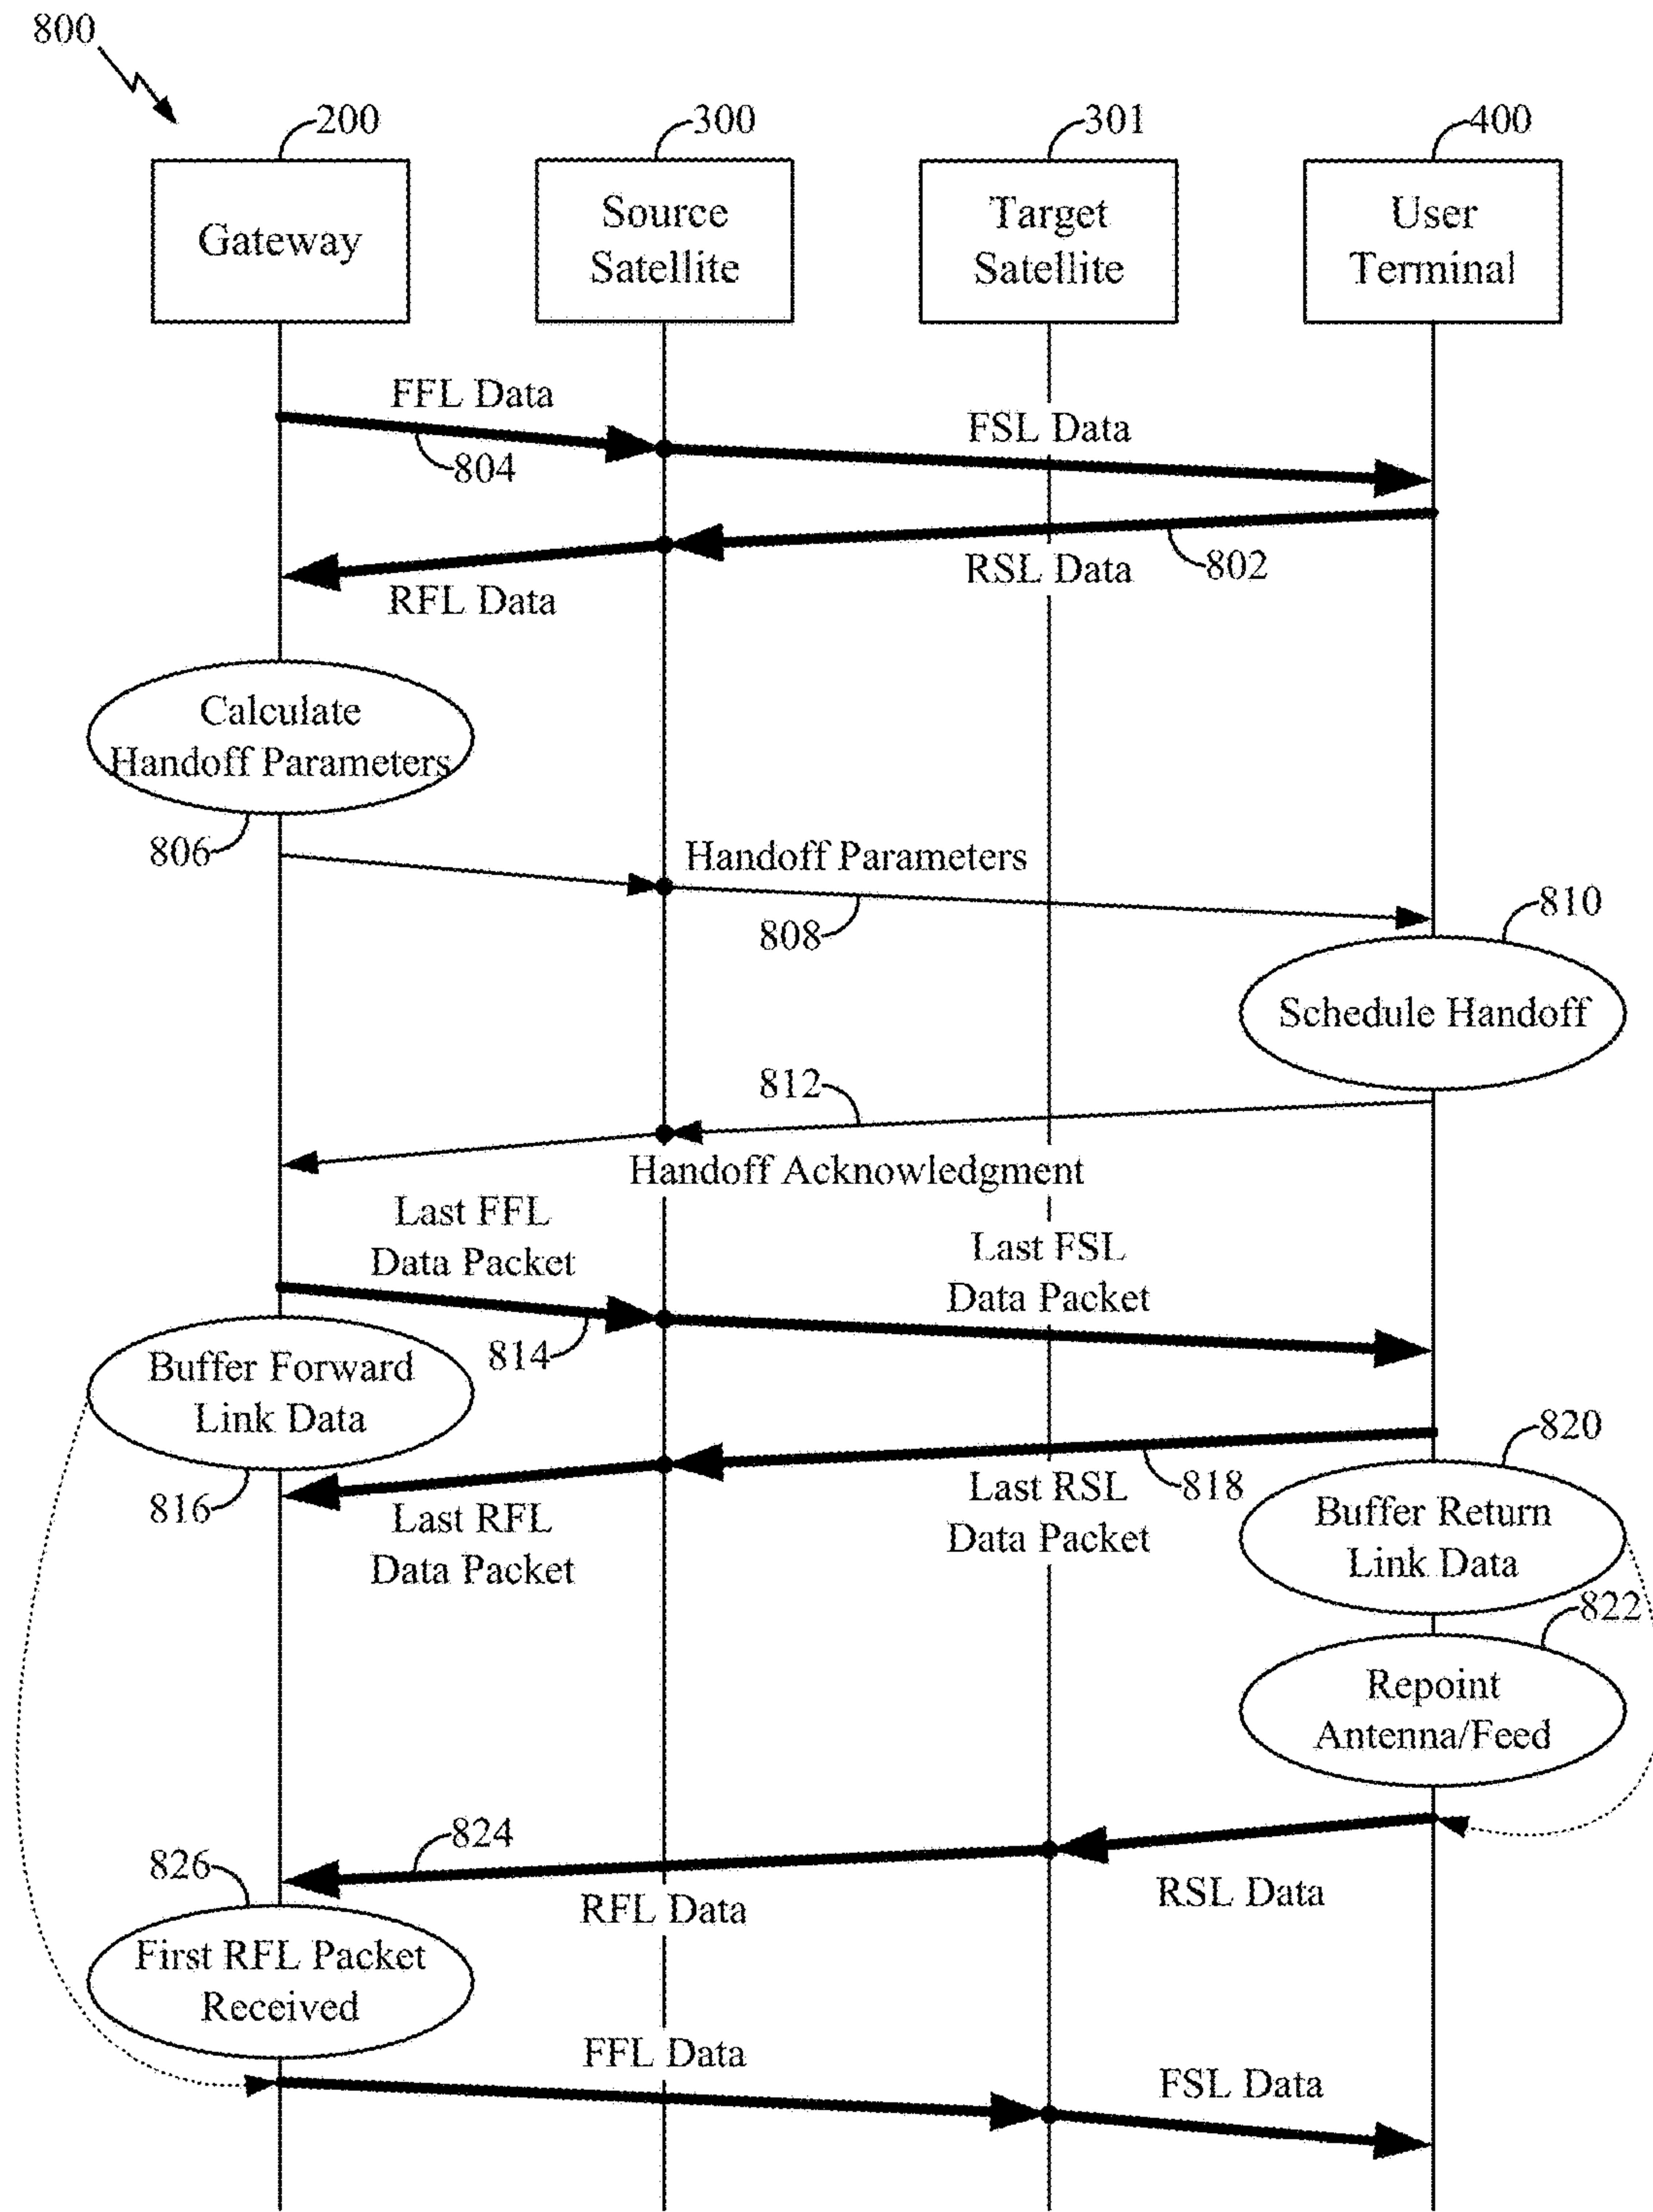 800
200
300
301
400
Gateway
Source
Satellite
Target
Satellite
User
Terminal
FFL Data
804
FSL Data
RSL Data
802
RFL Data
Calculate
Handoff Parameters
806
Handoff Parameters
808
810
Schedule Handoff
812
Handoff Acknowledgment
Last FFL
Data Packet
Last FSL
Data Packet
814
Buffer Forward
Link Data
816
Last RSL
Data Packet
818
820
Last RFL
Data Packet
Buffer Return
Link Data
822
Repoint
Antenna/Feed
824
826
RFL Data
RSL Data
First RFL Packet
Received
FFL Data
FSL Data